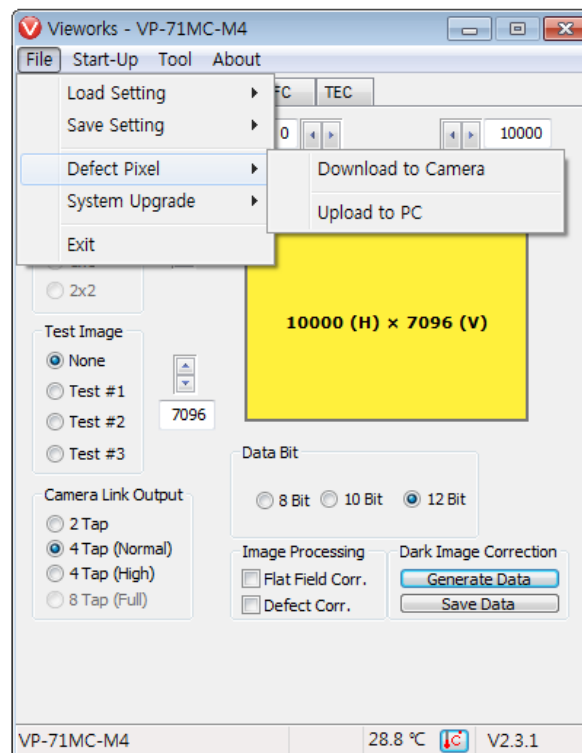 Vieworks - VP-71MC-M4
File Start-Up Tool About
Load Setting
Save Setting
Defect Pixel
System Upgrade
Exit
FC TEC
0 10000
Download to Camera
Upload to PC
2x2
10000 (H) × 7096 (V)
Test Image
None
Test #1
Test #2
Test #3
7096
Data Bit
8 Bit 10 Bit 12 Bit
Camera Link Output
2 Tap
4 Tap (Normal)
4 Tap (High)
8 Tap (Full)
Image Processing
Flat Field Corr.
Defect Corr.
Dark Image Correction
Generate Data
Save Data
VP-71MC-M4 28.8 ℃ C V2.3.1